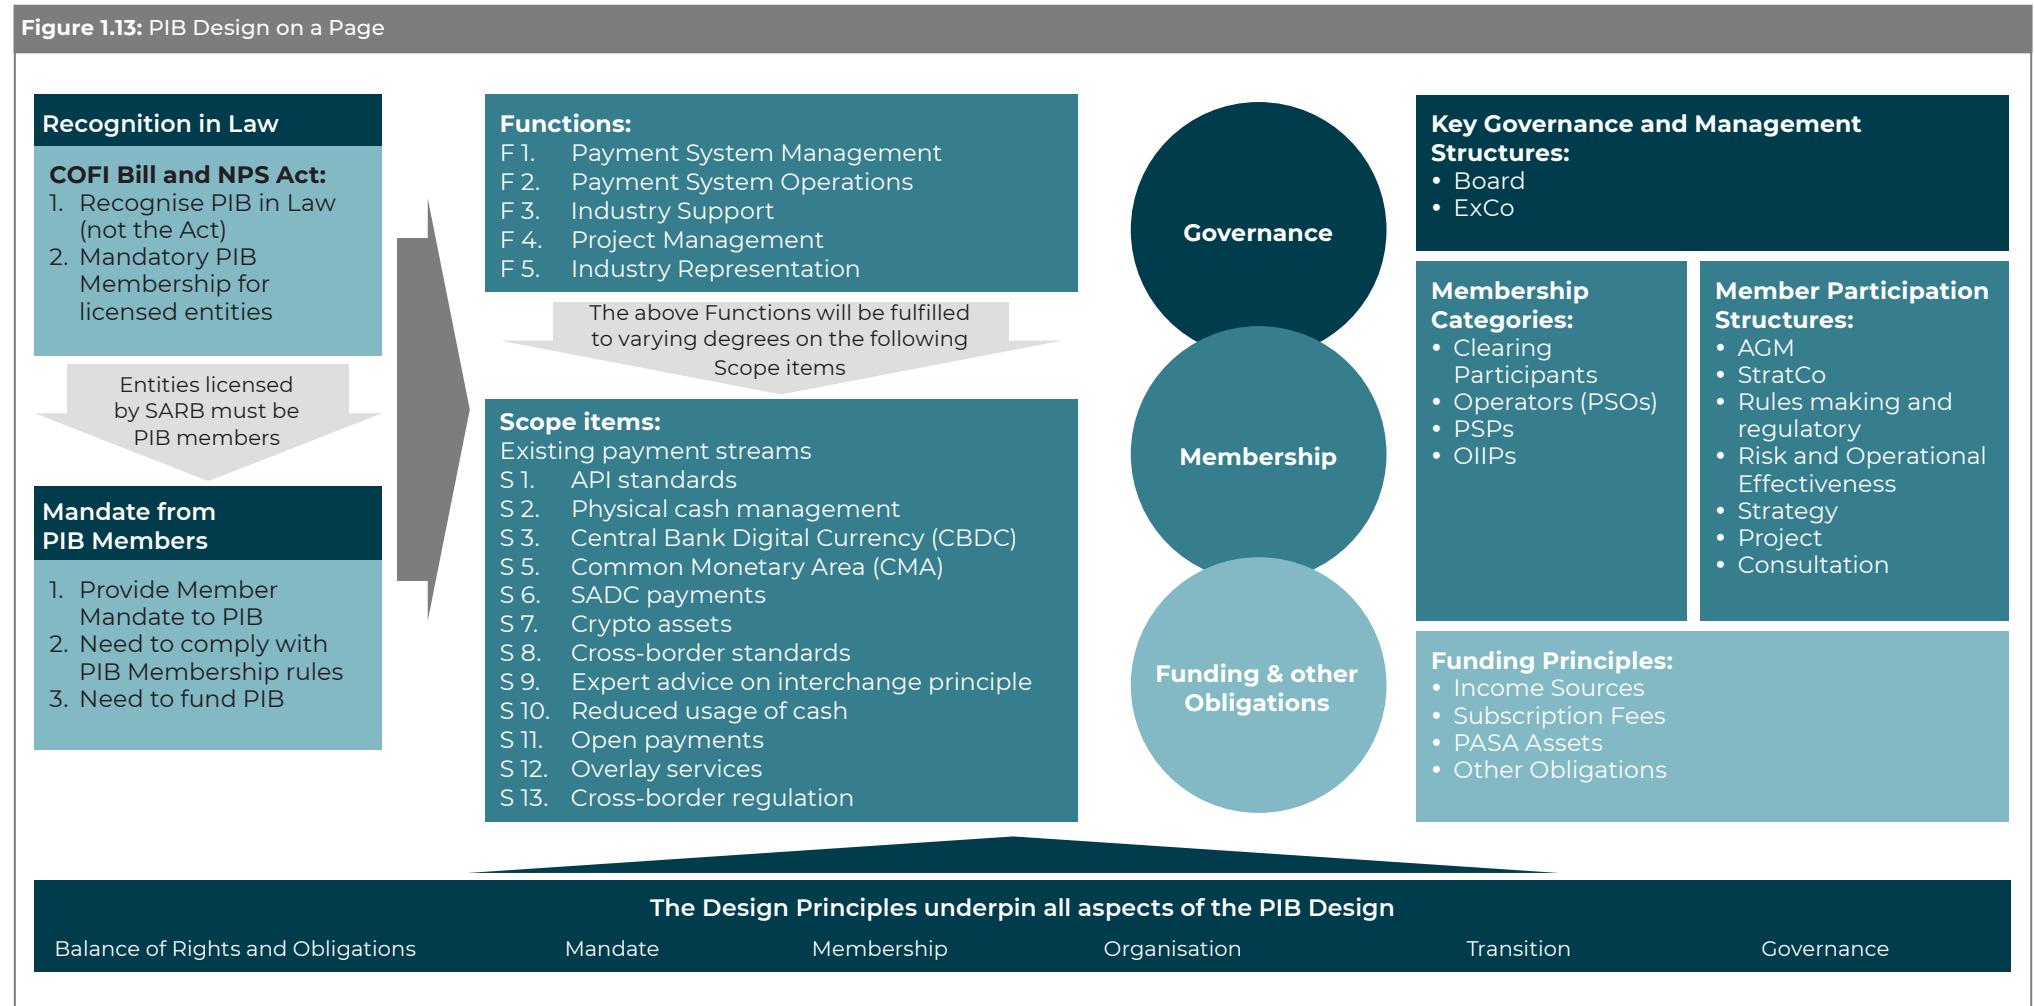 Figure 1.13: PIB Design on a Page
Recognition in Law
COFI Bill and NPS Act:
1. Recognise PIB in Law
(not the Act)
2. Mandatory PIB
Membership for
licensed entities
Entities licensed
by SARB must be
PIB members
Mandate from
PIB Members
1. Provide Member
Mandate to PIB
2. Need to comply with
PIB Membership rules
3. Need to fund PIB
Functions:
F 1. Payment System Management
F 2. Payment System Operations
F 3. Industry Support
F 4. Project Management
F 5. Industry Representation
The above Functions will be fulfilled
to varying degrees on the following
Scope items
Scope items:
Existing payment streams
S 1. API standards
S 2. Physical cash management
S 3. Central Bank Digital Currency (CBDC)
S 5. Common Monetary Area (CMA)
S 6. SADC payments
S 7. Crypto assets
S 8. Cross-border standards
S 9. Expert advice on interchange principle
S 10. Reduced usage of cash
S 11. Open payments
S 12. Overlay services
S 13. Cross-border regulation
Governance
Membership
Funding & other
Obligations
Key Governance and Management
Structures:
• Board
• ExCo
Membership
Categories:
• Clearing
Participants
• Operators (PSOs)
• PSPs
• OIIPs
Member Participation
Structures:
• AGM
• StratCo
• Rules making and
regulatory
• Risk and Operational
Effectiveness
• Strategy
• Project
• Consultation
Funding Principles:
• Income Sources
• Subscription Fees
• PASA Assets
• Other Obligations
The Design Principles underpin all aspects of the PIB Design
Balance of Rights and Obligations Mandate Membership Organisation Transition Governance